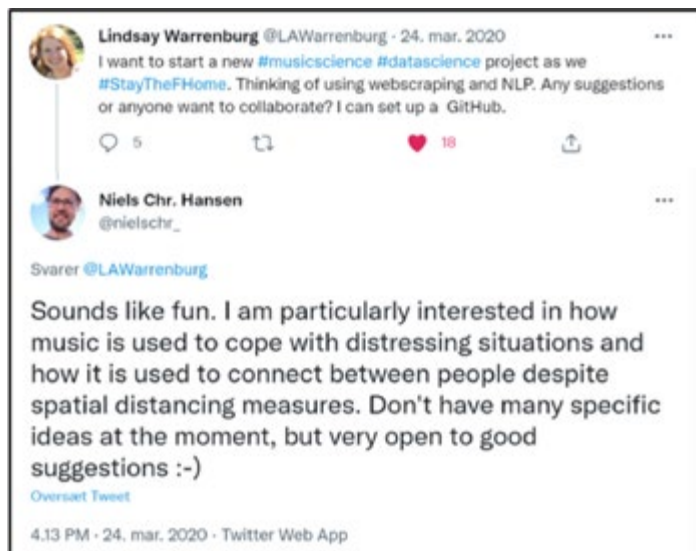 Lindsay Warrenburg @LAWarrenburg · 24. mar. 2020
I want to start a new #musicscience #datascience project as we
#StayTheFHome. Thinking of using webscraping and NLP. Any suggestions
or anyone want to collaborate? I can set up a GitHub.
5 18
Niels Chr. Hansen
@nielschr_
Svarer @LAWarrenburg
Sounds like fun. I am particularly interested in how
music is used to cope with distressing situations and
how it is used to connect between people despite
spatial distancing measures. Don't have many specific
ideas at the moment, but very open to good
suggestions :-)
Oversæt Tweet
4.13 PM · 24. mar. 2020 · Twitter Web App